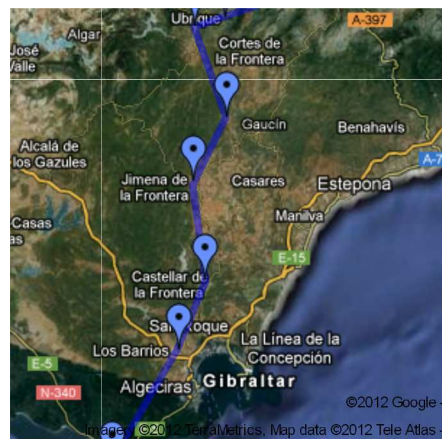 Ubrique
A-397
Algar
José
Valle
Cortes de
la Frontera
Gaucín
Benahavís
Alcalá de
los Gazules
A-7
Jimena de
la Frontera
Casares
Estepona
Manilva
Casas
as
E-15
Castellar de
la Frontera
San Roque
La Línea de la
Concepción
Los Barrios
E-5
Gibraltar
N-340
Algeciras
©2012 Google -
Imagen ©2012 TerraMetrics, Map data ©2012 Tele Atlas -